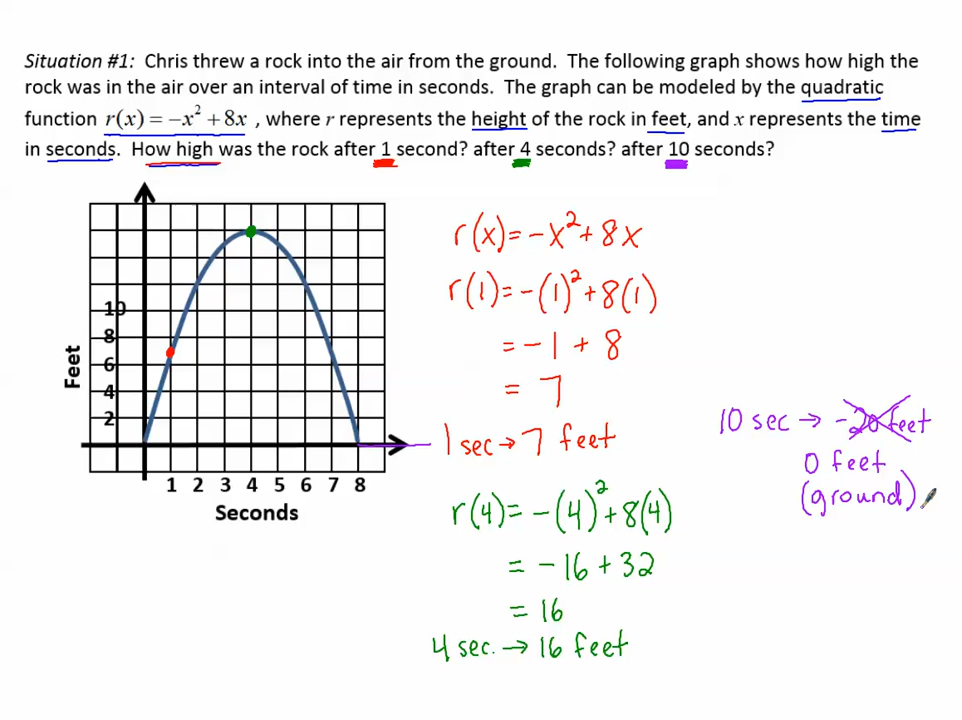 Situation #1: Chris threw a rock into the air from the ground. The following graph shows how high the
rock was in the air over an interval of time in seconds. The graph can be modeled by the quadratic
function r(x) = −x² + 8x , where r represents the height of the rock in feet, and x represents the time
in seconds. How high was the rock after 1 second? after 4 seconds? after 10 seconds?
10
8
6
4
2
Feet
1 2 3 4 5 6 7 8
Seconds
r(x) = -x² + 8x
r(1) = -(1)² + 8(1)
= -1 + 8
= 7
1 sec → 7 feet
r(4) = -(4)² + 8(4)
= -16 + 32
= 16
4 sec. → 16 feet
10 sec → -20 feet
0 feet
(ground)